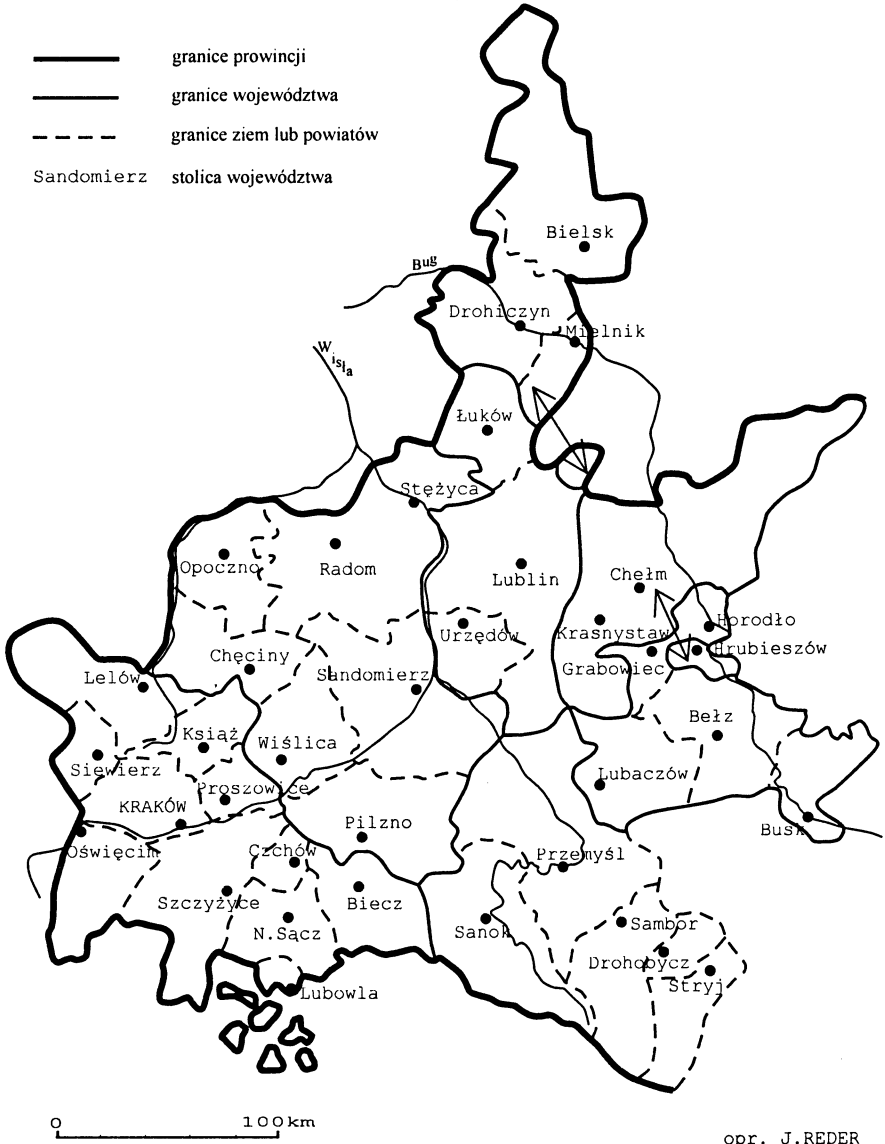 granice prowincji
granice województwa
granice ziem lub powiatów
Sandomierz stolica województwa
Bielsk
Bug
Drohiczyn
Mielnik
Wisła
Łuków
Stężyca
Opoczno
Radom
Lublin
Chełm
Urzędów
Krasnystaw
Horodło
Hrubieszów
Grabowiec
Chęciny
Lelów
Sandomierz
Bełz
Książ
Wiślica
Siewierz
Lubaczów
Proszowice
KRAKÓW
Pilzno
Busk
Oświęcim
Czchów
Przemyśl
Szczyżyce
Biecz
N.Sącz
Sanok
Sambor
Drohobycz
Stryj
Lubowla
0 100km
opr. J.REDER